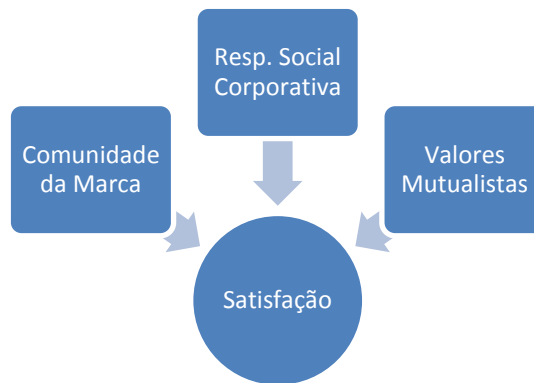 Resp. Social
Corporativa
Comunidade
da Marca
Valores
Mutualistas
Satisfação